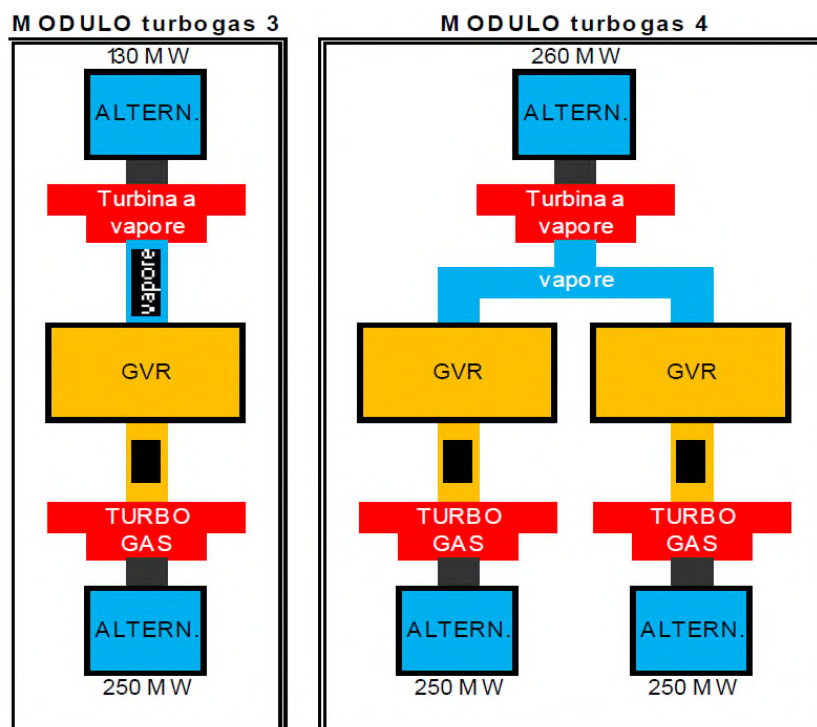 MODULO turbogas 3
130 MW
ALTERN.
Turbina a
vapore
vapore
GVR
TURBO
GAS
ALTERN.
250 MW
MODULO turbogas 4
260 MW
ALTERN.
Turbina a
vapore
vapore
GVR
GVR
TURBO
GAS
TURBO
GAS
ALTERN.
ALTERN.
250 MW
250 MW